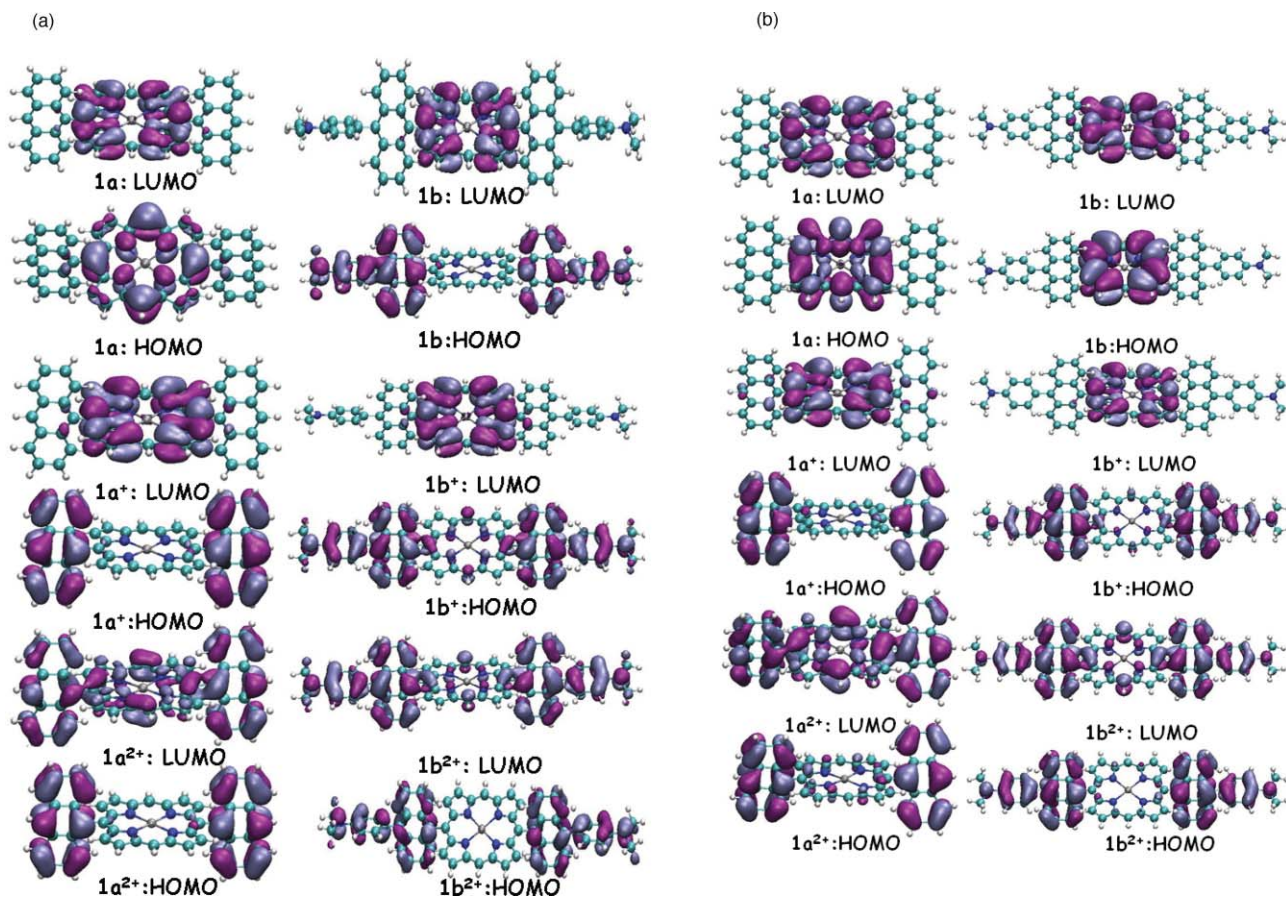 (a)
1a: LUMO
1b: LUMO
1a: HOMO
1b:HOMO
1a⁺: LUMO
1b⁺: LUMO
1a⁺:HOMO
1b⁺:HOMO
1a²⁺: LUMO
1b²⁺: LUMO
1a²⁺:HOMO
1b²⁺:HOMO
(b)
1a: LUMO
1b: LUMO
1a: HOMO
1b:HOMO
1a⁺: LUMO
1b⁺: LUMO
1a⁺:HOMO
1b⁺:HOMO
1a²⁺: LUMO
1b²⁺: LUMO
1a²⁺:HOMO
1b²⁺:HOMO